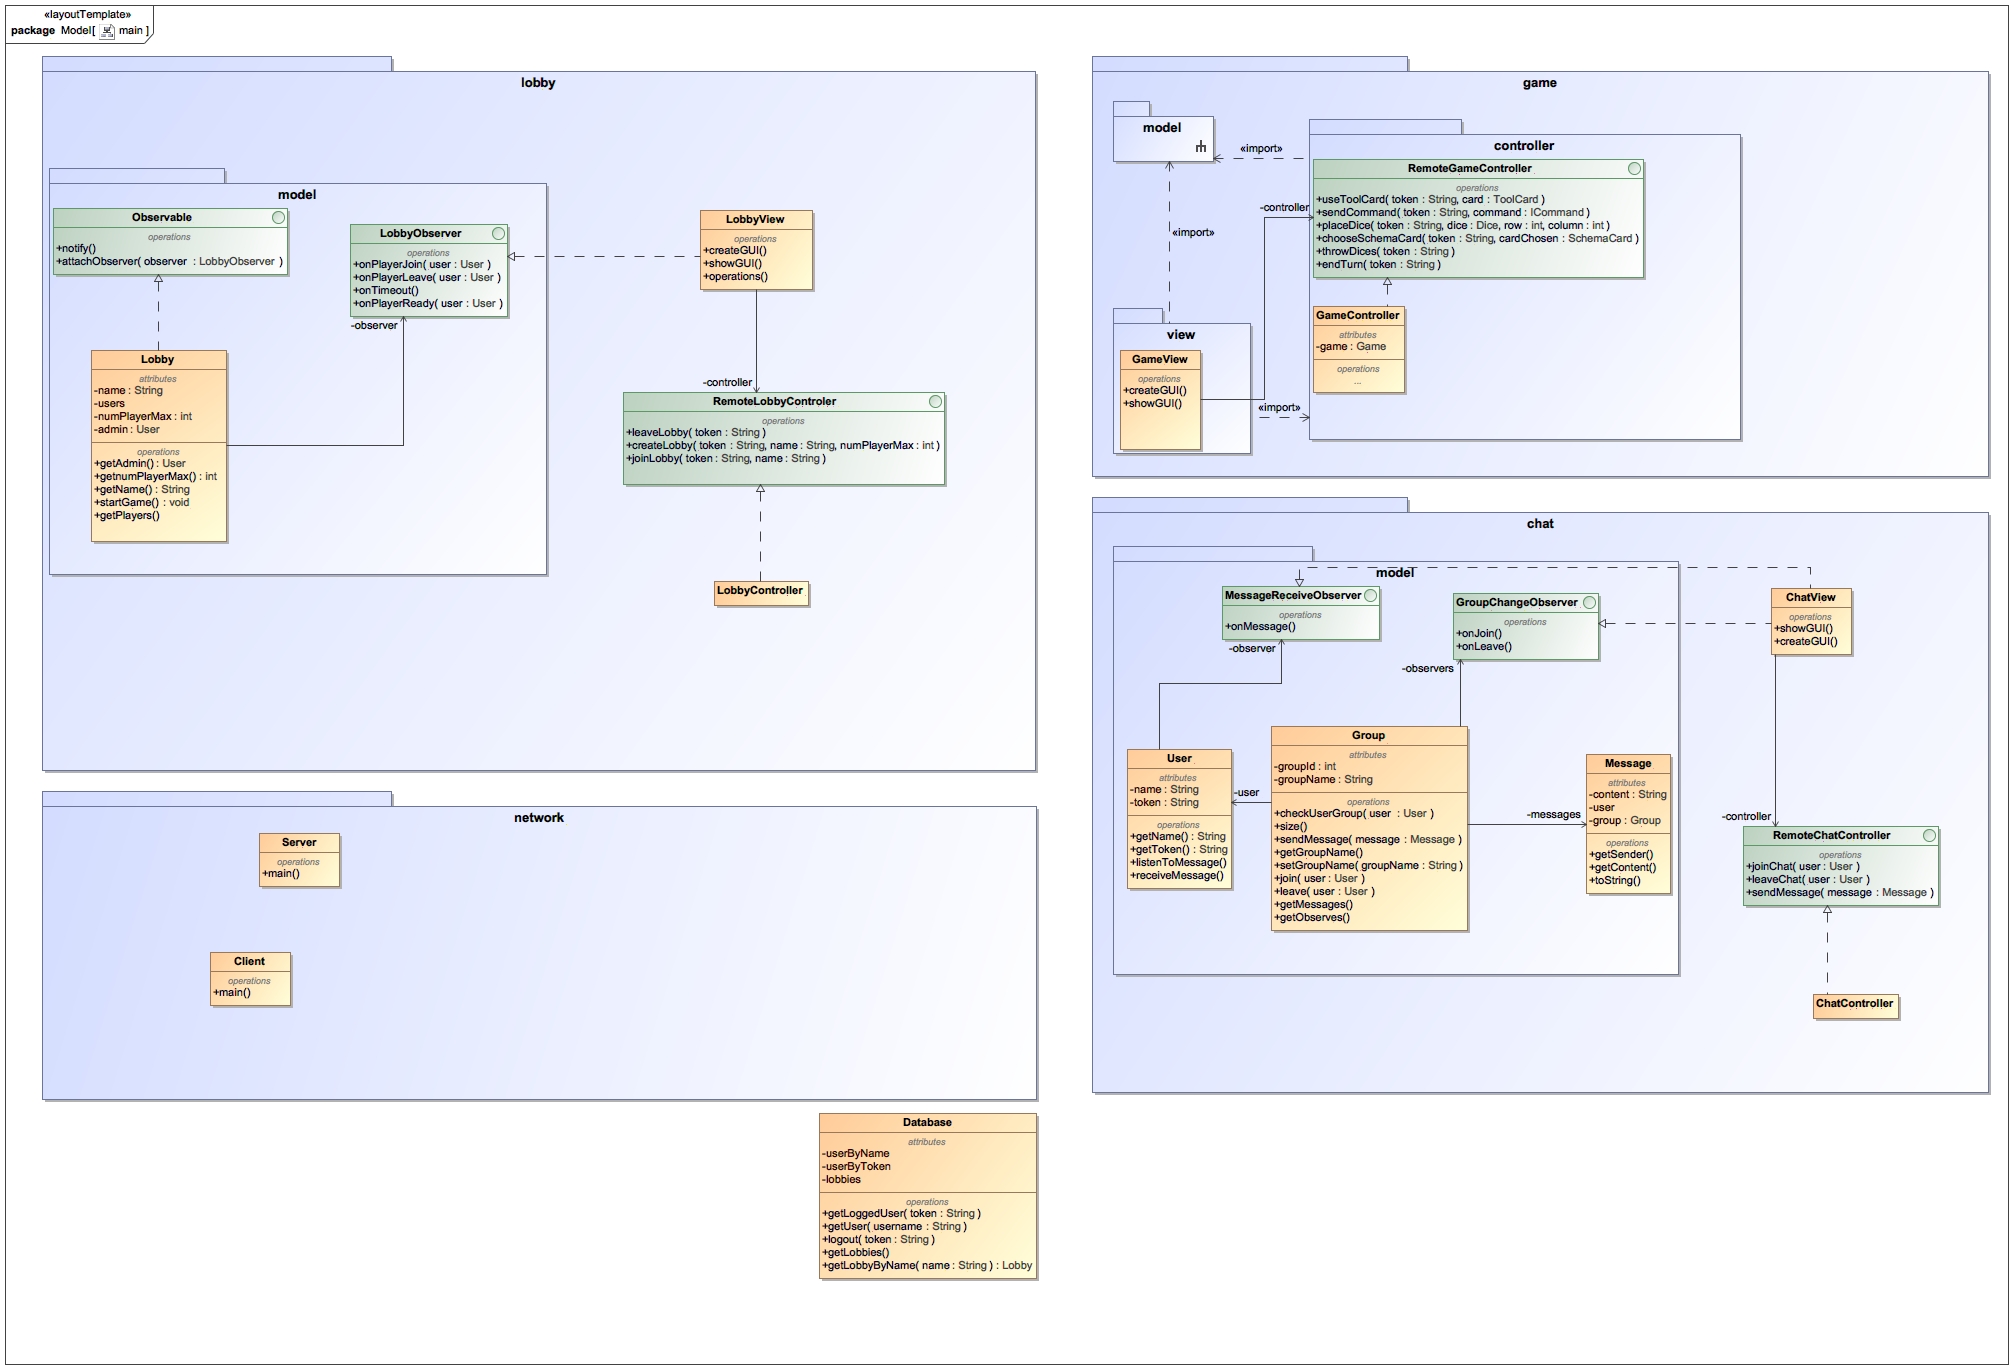 «layoutTemplate»
package Model[ main ]
lobby
model
Observable
operations
+notify()
+attachObserver( observer : LobbyObserver )
LobbyObserver
operations
+onPlayerJoin( user : User )
+onPlayerLeave( user : User )
+onTimeout()
+onPlayerReady( user : User )
-observer
Lobby
attributes
-name : String
-users
-numPlayerMax : int
-admin : User
operations
+getAdmin() : User
+getnumPlayerMax() : int
+getName() : String
+startGame() : void
+getPlayers()
LobbyView
operations
+createGUI()
+showGUI()
+operations()
-controller
RemoteLobbyControler
operations
+leaveLobby( token : String )
+createLobby( token : String, name : String, numPlayerMax : int )
+joinLobby( token : String, name : String )
LobbyController
game
model
«import»
«import»
controller
RemoteGameController
operations
+useToolCard( token : String, card : ToolCard )
+sendCommand( token : String, command : ICommand )
+placeDice( token : String, dice : Dice, row : int, column : int )
+chooseSchemaCard( token : String, cardChosen : SchemaCard )
+throwDices( token : String )
+endTurn( token : String )
-controller
GameController
attributes
-game : Game
operations
...
view
GameView
operations
+createGUI()
+showGUI()
«import»
chat
model
MessageReceiveObserver
operations
+onMessage()
-observer
GroupChangeObserver
operations
+onJoin()
+onLeave()
-observers
ChatView
operations
+showGUI()
+createGUI()
User
attributes
-name : String
-token : String
operations
+getName() : String
+getToken() : String
+listenToMessage()
+receiveMessage()
-user
Group
attributes
-groupId : int
-groupName : String
operations
+checkUserGroup( user : User )
+size()
+sendMessage( message : Message )
+getGroupName()
+setGroupName( groupName : String )
+join( user : User )
+leave( user : User )
+getMessages()
+getObserves()
-messages
Message
attributes
-content : String
-user
-group : Group
operations
+getSender()
+getContent()
+toString()
-controller
RemoteChatController
operations
+joinChat( user : User )
+leaveChat( user : User )
+sendMessage( message : Message )
ChatController
network
Server
operations
+main()
Client
operations
+main()
Database
attributes
-userByName
-userByToken
-lobbies
operations
+getLoggedUser( token : String )
+getUser( username : String )
+logout( token : String )
+getLobbies()
+getLobbyByName( name : String ) : Lobby